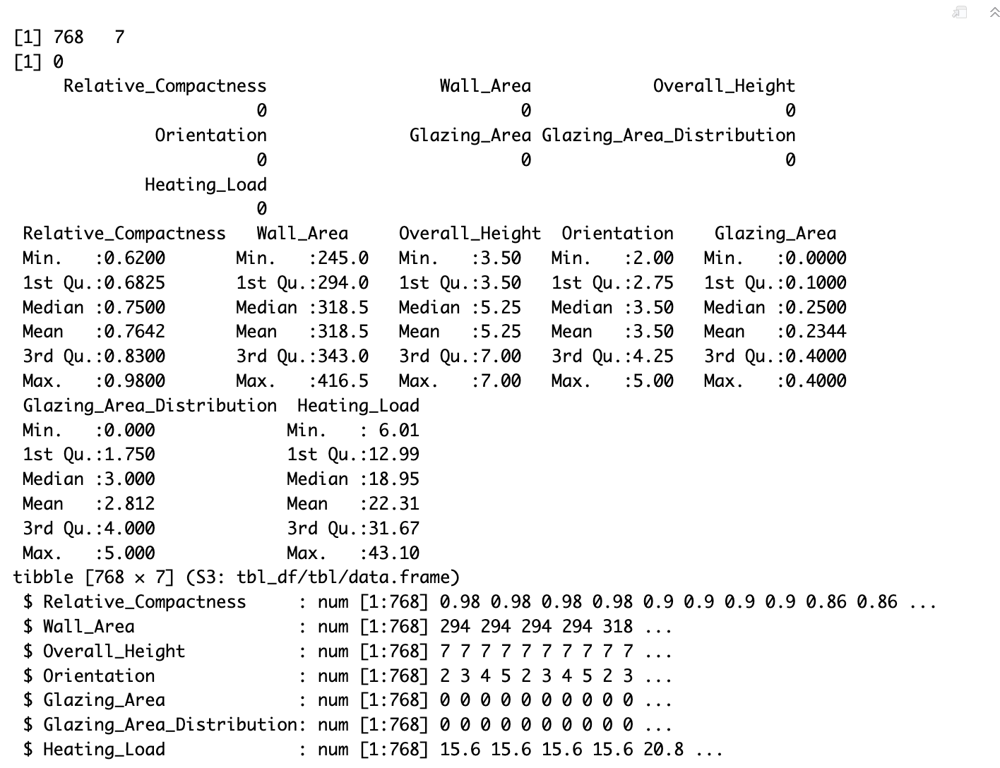 [1] 768   7
[1] 0
     Relative_Compactness                 Wall_Area            Overall_Height
                        0                         0                         0
              Orientation              Glazing_Area Glazing_Area_Distribution
                        0                         0                         0
             Heating_Load
                        0
 Relative_Compactness   Wall_Area     Overall_Height  Orientation    Glazing_Area
 Min.   :0.6200       Min.   :245.0   Min.   :3.50   Min.   :2.00   Min.   :0.0000
 1st Qu.:0.6825       1st Qu.:294.0   1st Qu.:3.50   1st Qu.:2.75   1st Qu.:0.1000
 Median :0.7500       Median :318.5   Median :5.25   Median :3.50   Median :0.2500
 Mean   :0.7642       Mean   :318.5   Mean   :5.25   Mean   :3.50   Mean   :0.2344
 3rd Qu.:0.8300       3rd Qu.:343.0   3rd Qu.:7.00   3rd Qu.:4.25   3rd Qu.:0.4000
 Max.   :0.9800       Max.   :416.5   Max.   :7.00   Max.   :5.00   Max.   :0.4000
 Glazing_Area_Distribution  Heating_Load
 Min.   :0.000             Min.   : 6.01
 1st Qu.:1.750             1st Qu.:12.99
 Median :3.000             Median :18.95
 Mean   :2.812             Mean   :22.31
 3rd Qu.:4.000             3rd Qu.:31.67
 Max.   :5.000             Max.   :43.10
tibble [768 × 7] (S3: tbl_df/tbl/data.frame)
 $ Relative_Compactness     : num [1:768] 0.98 0.98 0.98 0.98 0.9 0.9 0.9 0.9 0.86 0.86 ...
 $ Wall_Area                : num [1:768] 294 294 294 294 318 ...
 $ Overall_Height           : num [1:768] 7 7 7 7 7 7 7 7 7 7 ...
 $ Orientation              : num [1:768] 2 3 4 5 2 3 4 5 2 3 ...
 $ Glazing_Area             : num [1:768] 0 0 0 0 0 0 0 0 0 0 ...
 $ Glazing_Area_Distribution: num [1:768] 0 0 0 0 0 0 0 0 0 0 ...
 $ Heating_Load             : num [1:768] 15.6 15.6 15.6 15.6 20.8 ...